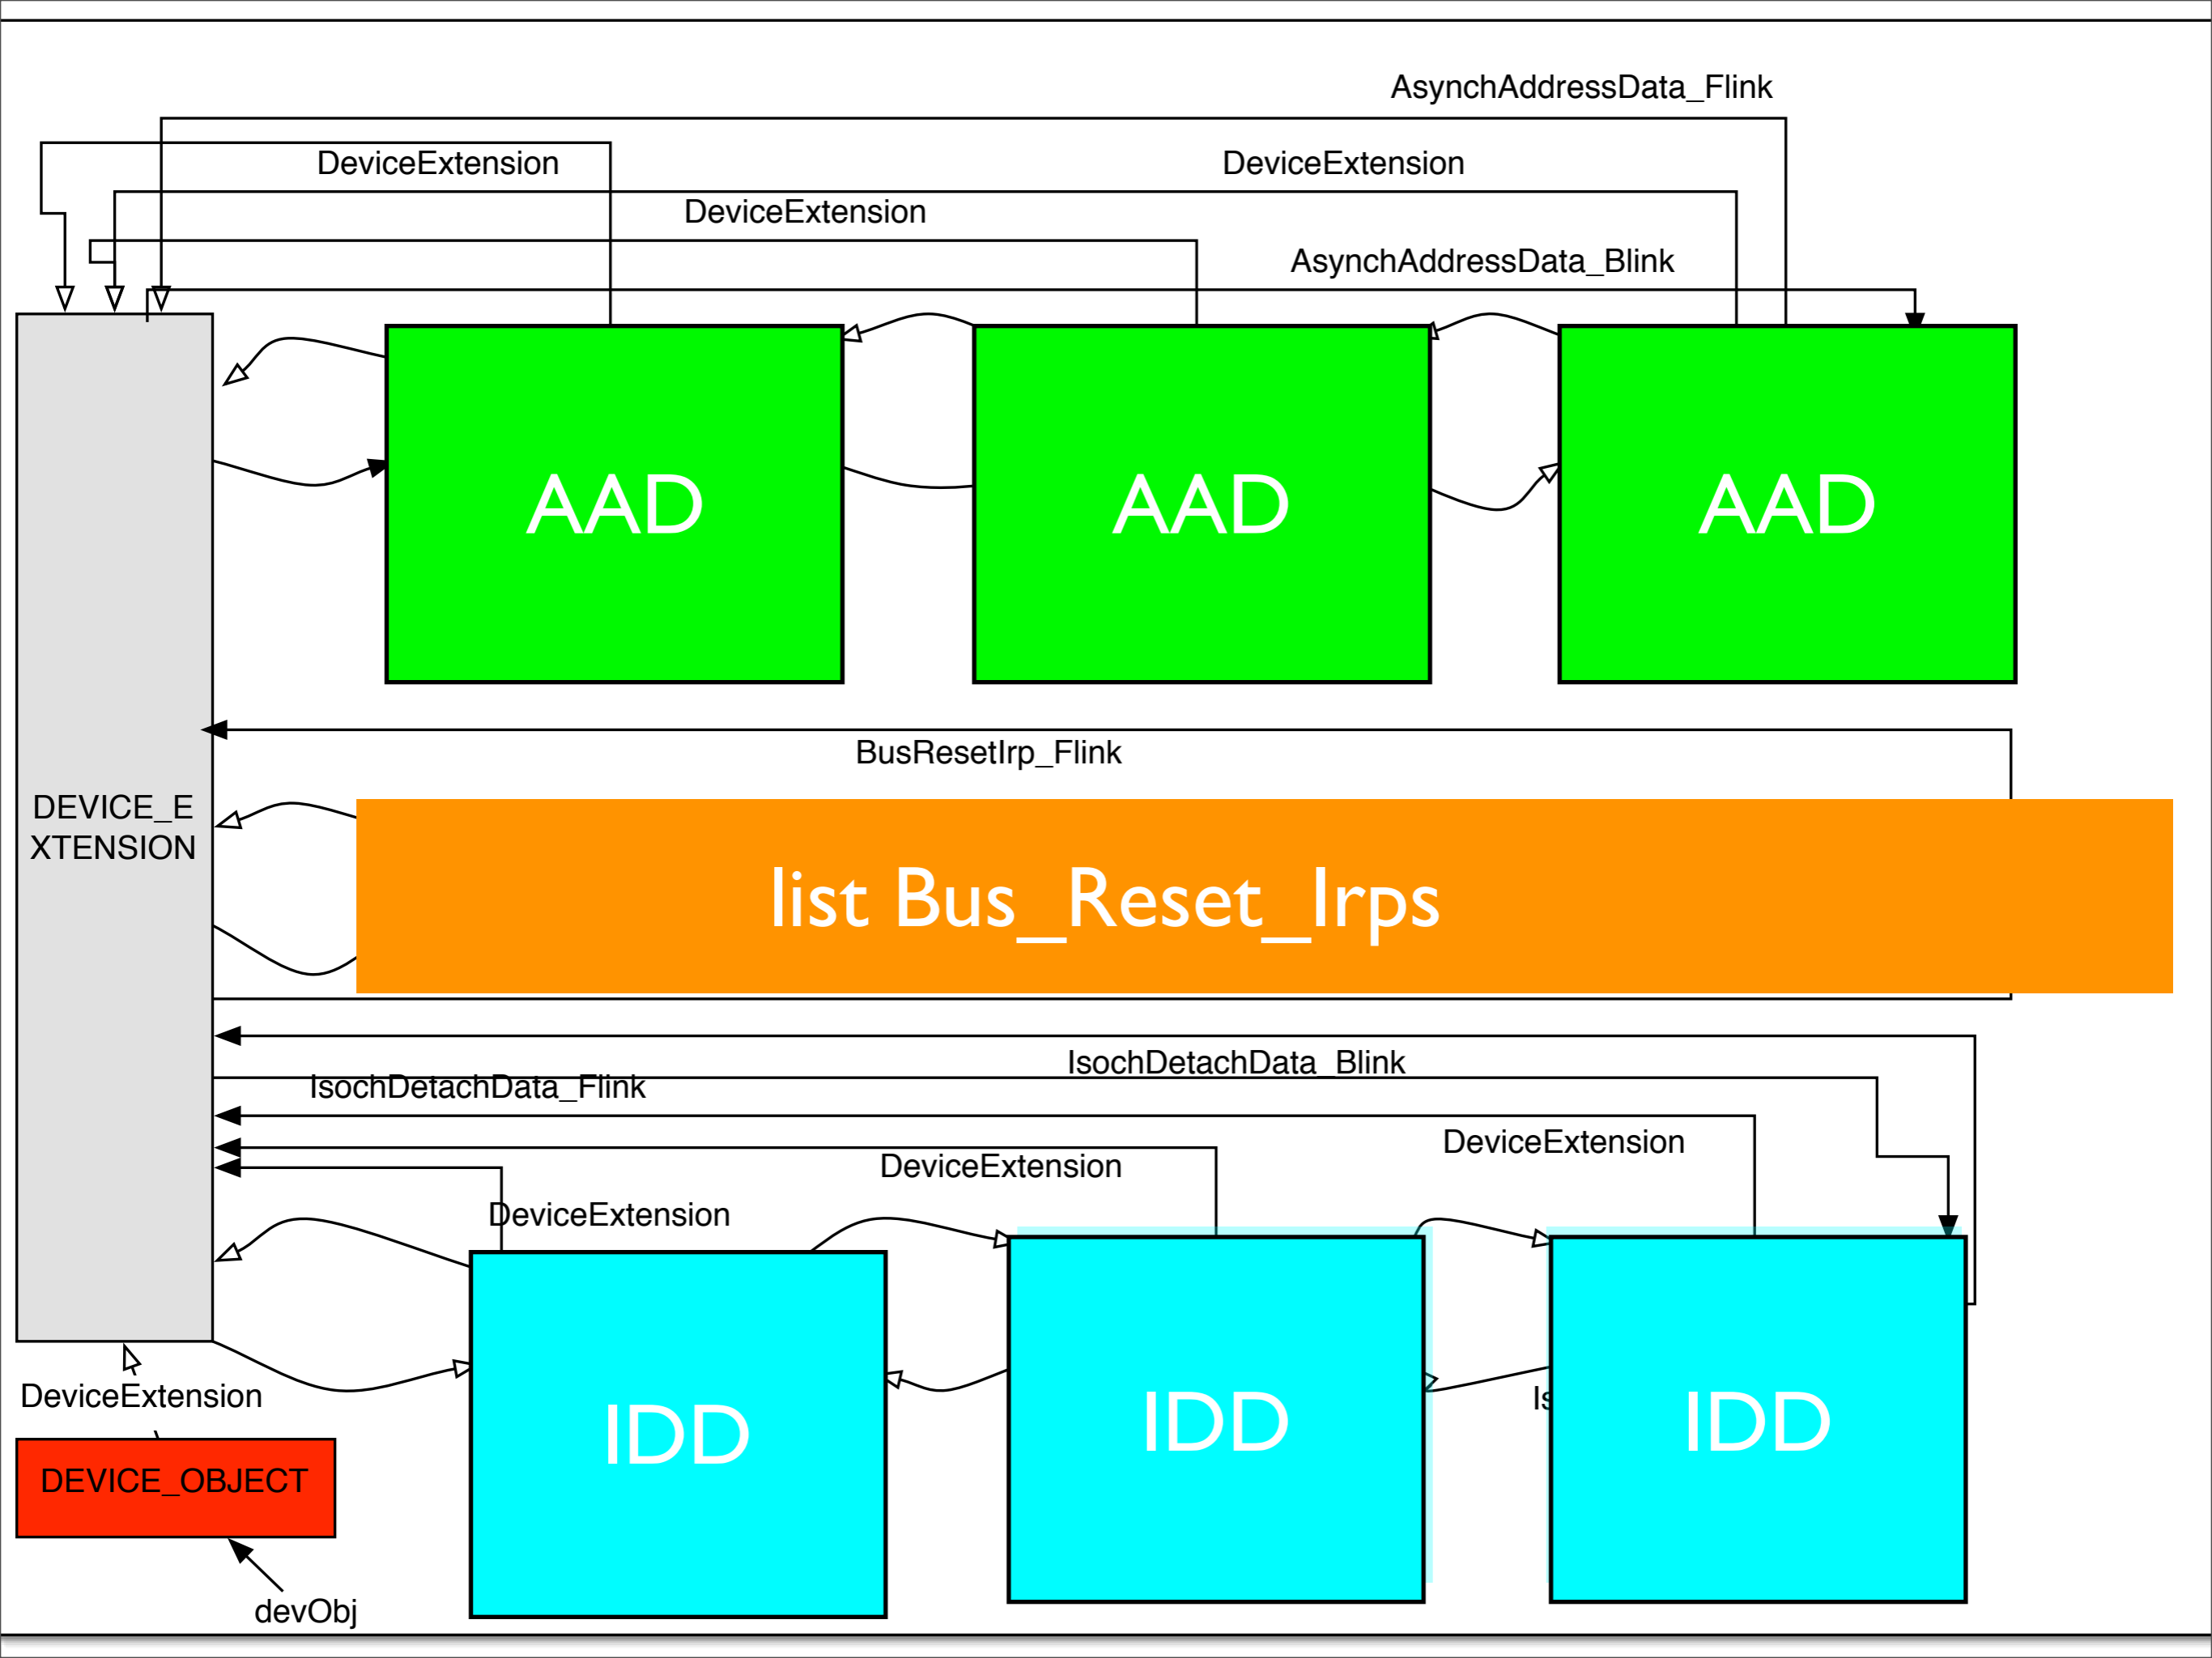 AsynchAddressData_Flink
DeviceExtension
DeviceExtension
DeviceExtension
AsynchAddressData_Blink
AAD
AAD
AAD
BusResetIrp_Flink
DEVICE_E
XTENSION
list Bus_Reset_Irps
IsochDetachData_Blink
IsochDetachData_Flink
DeviceExtension
DeviceExtension
DeviceExtension
DeviceExtension
IDD
IDD
IDD
DEVICE_OBJECT
devObj